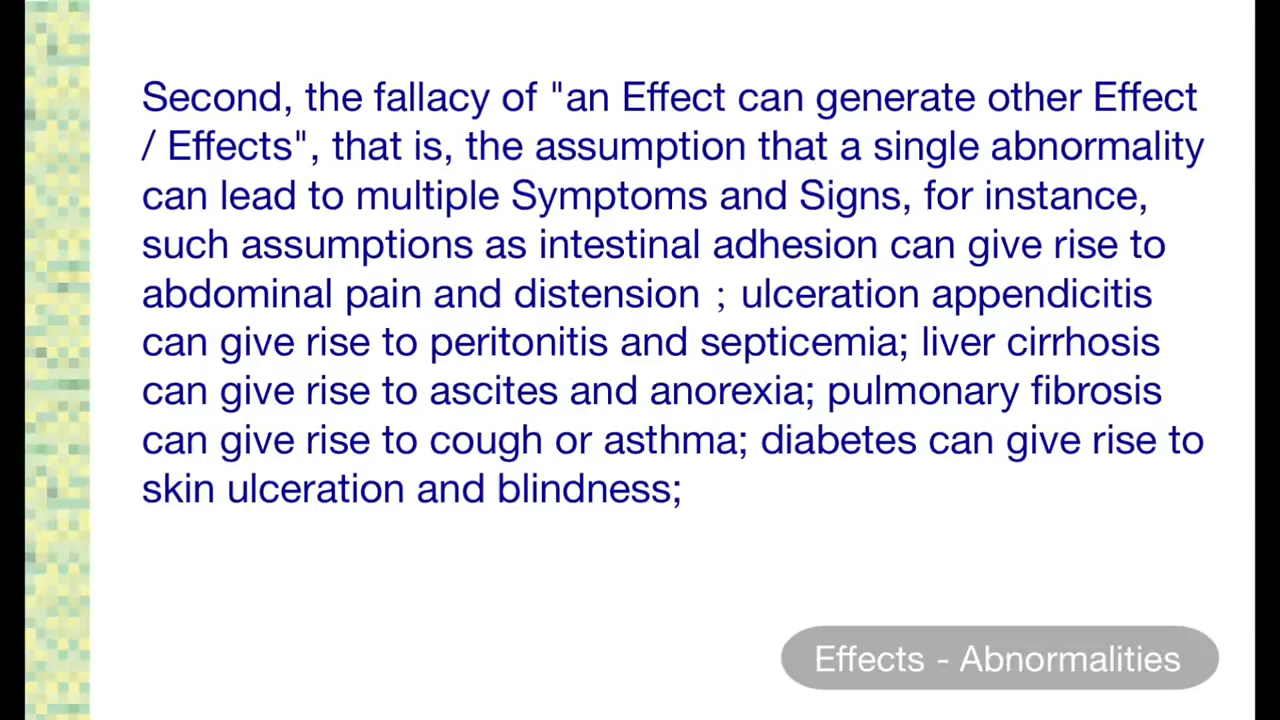 Second, the fallacy of "an Effect can generate other Effect
/ Effects", that is, the assumption that a single abnormality
can lead to multiple Symptoms and Signs, for instance,
such assumptions as intestinal adhesion can give rise to
abdominal pain and distension ; ulceration appendicitis
can give rise to peritonitis and septicemia; liver cirrhosis
can give rise to ascites and anorexia; pulmonary fibrosis
can give rise to cough or asthma; diabetes can give rise to
skin ulceration and blindness;
Effects - Abnormalities